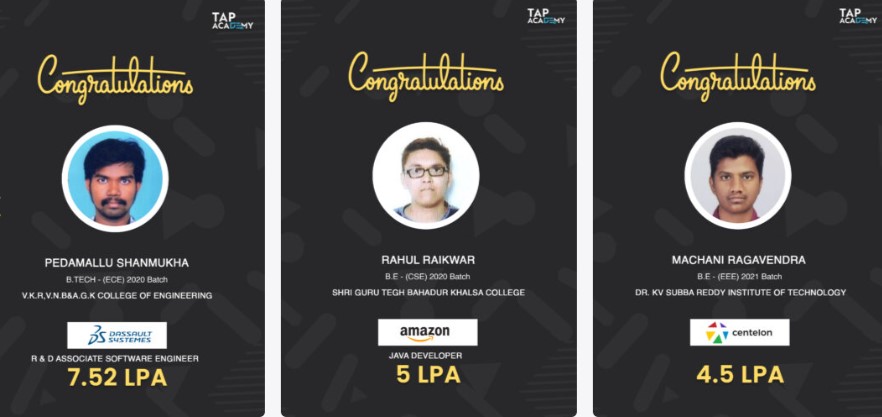 TAP
ACADEMY
Congratulations
PEDAMALLU SHANMUKHA
B.TECH - (ECE) 2020 Batch
V.K.R,V.N.B&A.G.K COLLEGE OF ENGINEERING
DASSAULT
SYSTEMES
R & D ASSOCIATE SOFTWARE ENGINEER
7.52 LPA
TAP
ACADEMY
Congratulations
RAHUL RAIKWAR
B.E - (CSE) 2020 Batch
SHRI GURU TEGH BAHADUR KHALSA COLLEGE
amazon
JAVA DEVELOPER
5 LPA
TAP
ACADEMY
Congratulations
MACHANI RAGAVENDRA
B.E - (EEE) 2021 Batch
DR. KV SUBBA REDDY INSTITUTE OF TECHNOLOGY
centelon
4.5 LPA